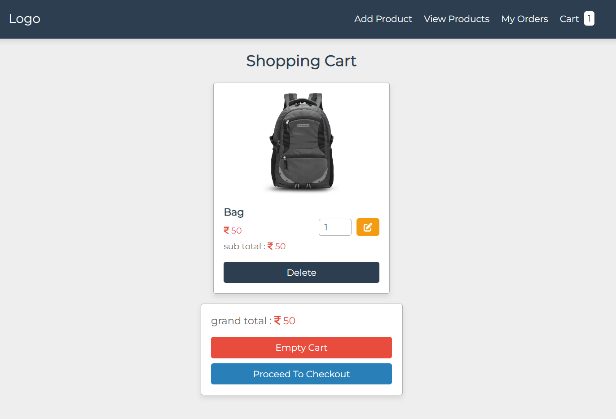 Logo
Add Product View Products My Orders Cart 1
Shopping Cart
Bag
₹ 50
1
sub total : ₹ 50
Delete
grand total : ₹ 50
Empty Cart
Proceed To Checkout